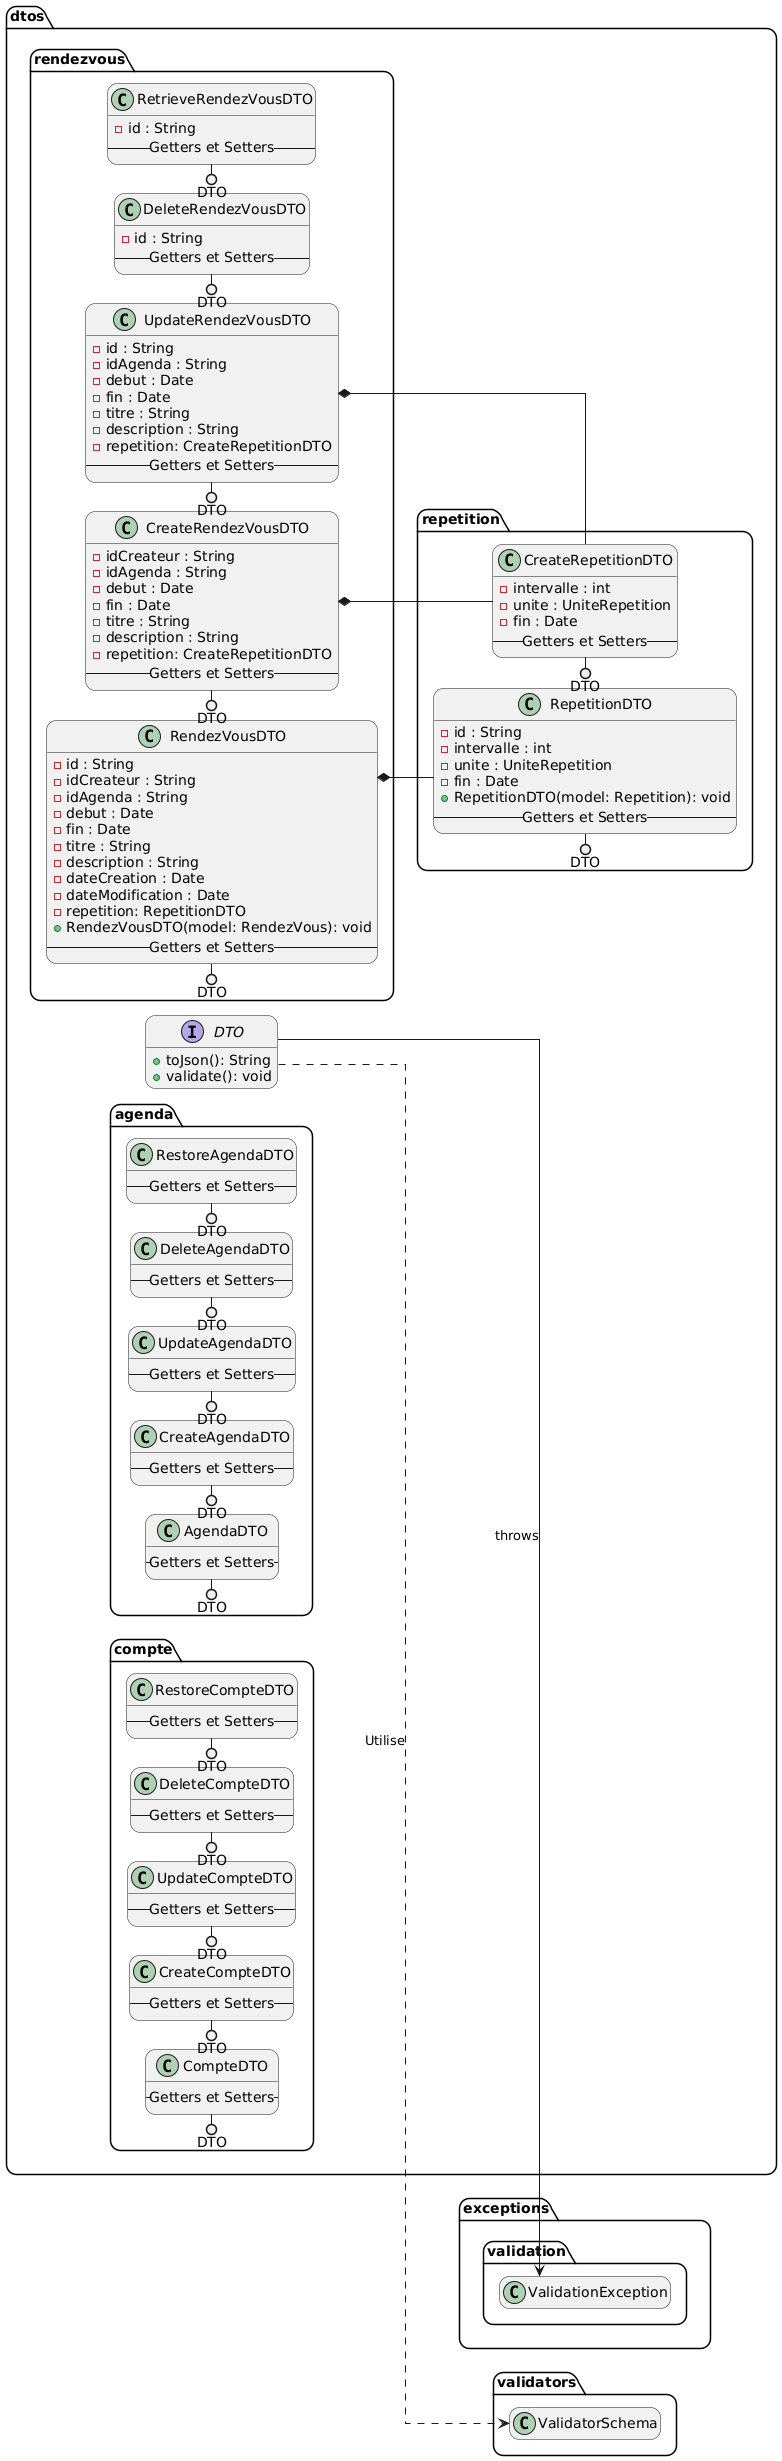 dtos
rendezvous
C RetrieveRendezVousDTO
id : String
Getters et Setters
DTO
C DeleteRendezVousDTO
id : String
Getters et Setters
DTO
C UpdateRendezVousDTO
id : String
idAgenda : String
debut : Date
fin : Date
titre : String
description : String
repetition: CreateRepetitionDTO
Getters et Setters
DTO
C CreateRendezVousDTO
idCreateur : String
idAgenda : String
debut : Date
fin : Date
titre : String
description : String
repetition: CreateRepetitionDTO
Getters et Setters
DTO
C RendezVousDTO
id : String
idCreateur : String
idAgenda : String
debut : Date
fin : Date
titre : String
description : String
dateCreation : Date
dateModification : Date
repetition: RepetitionDTO
RendezVousDTO(model: RendezVous): void
Getters et Setters
DTO
repetition
C CreateRepetitionDTO
intervalle : int
unite : UniteRepetition
fin : Date
Getters et Setters
DTO
C RepetitionDTO
id : String
intervalle : int
unite : UniteRepetition
fin : Date
RepetitionDTO(model: Repetition): void
Getters et Setters
DTO
I DTO
toJson(): String
validate(): void
agenda
C RestoreAgendaDTO
Getters et Setters
DTO
C DeleteAgendaDTO
Getters et Setters
DTO
C UpdateAgendaDTO
Getters et Setters
DTO
C CreateAgendaDTO
Getters et Setters
DTO
C AgendaDTO
Getters et Setters
DTO
throws
compte
C RestoreCompteDTO
Getters et Setters
DTO
C DeleteCompteDTO
Getters et Setters
DTO
C UpdateCompteDTO
Getters et Setters
DTO
C CreateCompteDTO
Getters et Setters
DTO
C CompteDTO
Getters et Setters
DTO
Utilise
exceptions
validation
C ValidationException
validators
C ValidatorSchema